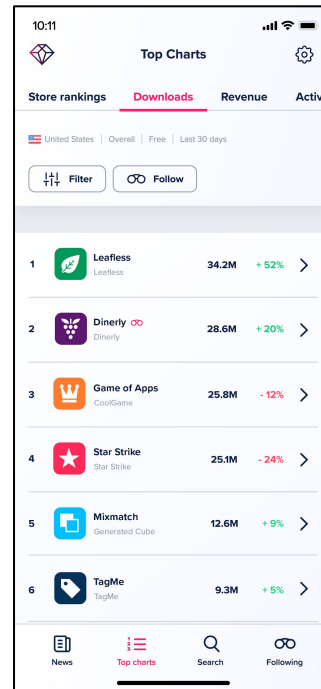 10:11
Top Charts
Store rankings Downloads Revenue Activ
United States | Overall | Free | Last 30 days
Filter Follow
1 Leafless 34.2M + 52%
Leafless
2 Dinerly 28.6M + 20%
Dinerly
3 Game of Apps 25.8M - 12%
CoolGame
4 Star Strike 25.1M - 24%
Star Strike
5 Mixmatch 12.6M + 9%
Generated Cube
6 TagMe 9.3M + 5%
TagMe
News Top charts Search Following